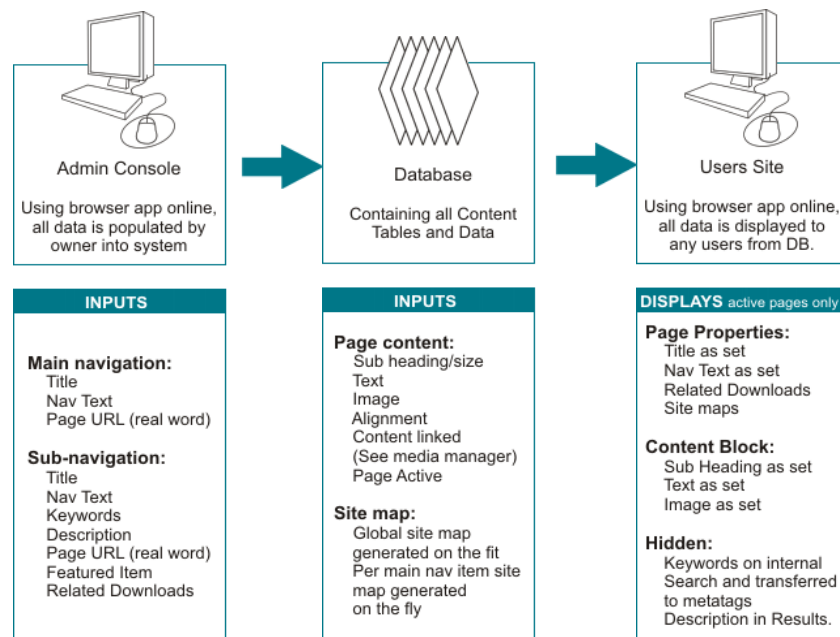 Admin Console
Using browser app online,
all data is populated by
owner into system
Database
Containing all Content
Tables and Data
Users Site
Using browser app online,
all data is displayed to
any users from DB.
INPUTS
Main navigation:
Title
Nav Text
Page URL (real word)
Sub-navigation:
Title
Nav Text
Keywords
Description
Page URL (real word)
Featured Item
Related Downloads
INPUTS
Page content:
Sub heading/size
Text
Image
Alignment
Content linked
(See media manager)
Page Active
Site map:
Global site map
generated on the fit
Per main nav item site
map generated
on the fly
DISPLAYS active pages only
Page Properties:
Title as set
Nav Text as set
Related Downloads
Site maps
Content Block:
Sub Heading as set
Text as set
Image as set
Hidden:
Keywords on internal
Search and transferred
to metatags
Description in Results.